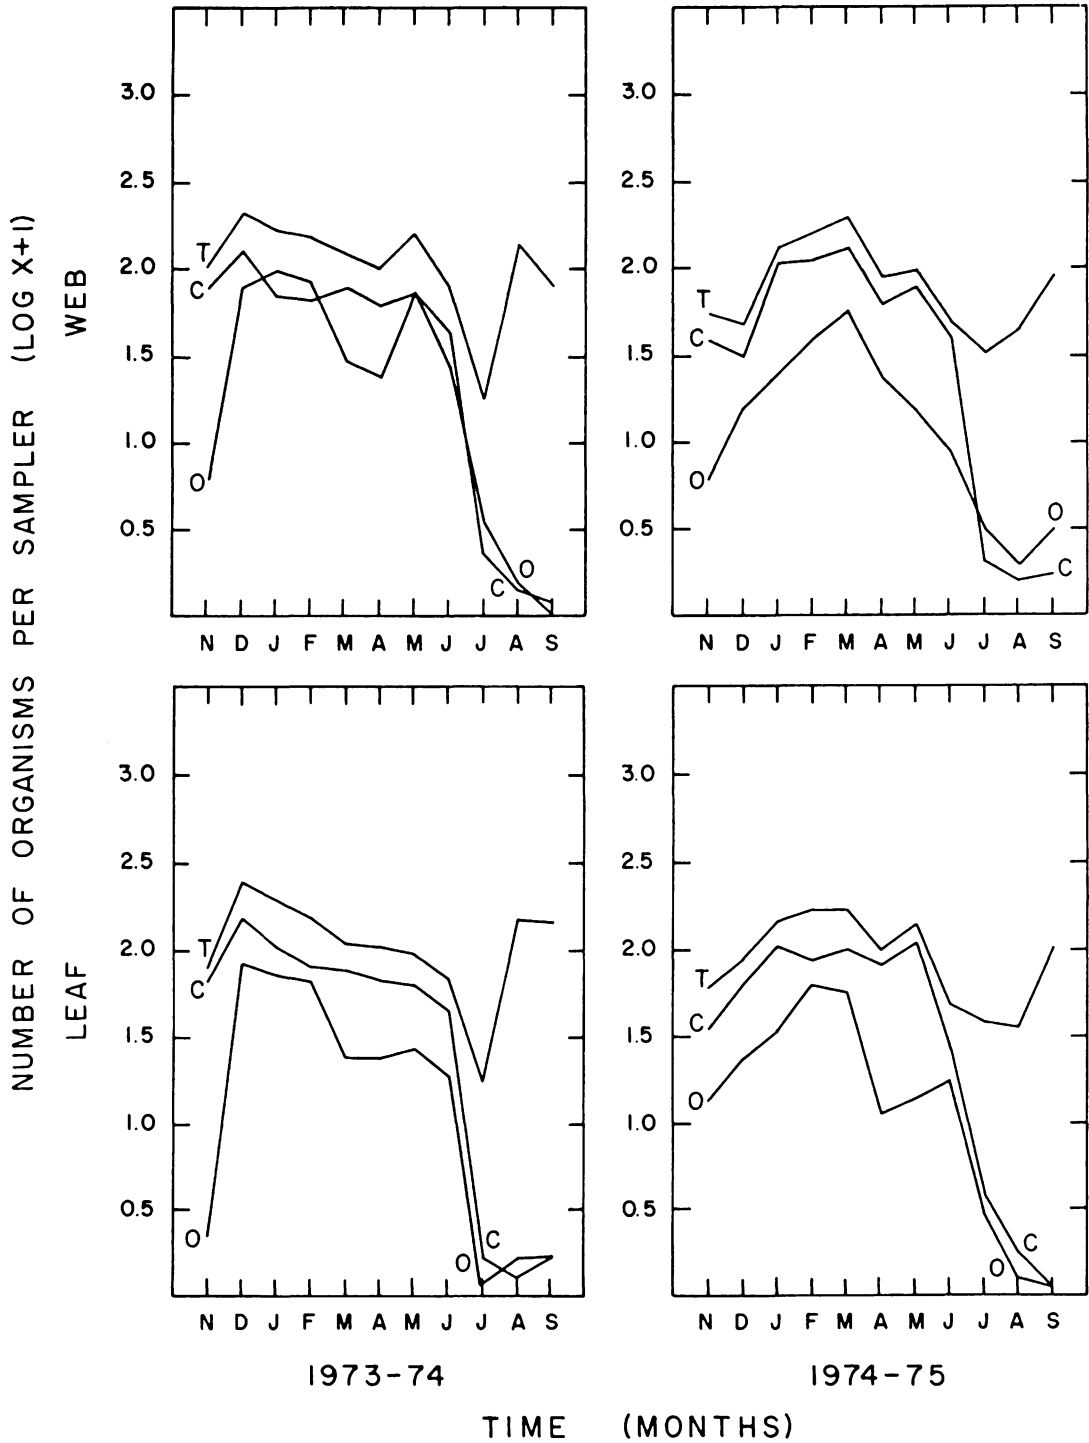 NUMBER OF ORGANISMS PER SAMPLER (LOG X+1)
WEB
3.0
2.5
2.0
1.5
1.0
0.5
T
C
O
O
C
N D J F M A M J J A S
3.0
2.5
2.0
1.5
1.0
0.5
T
C
O
O
C
N D J F M A M J J A S
LEAF
3.0
2.5
2.0
1.5
1.0
0.5
T
C
O
C
O
N D J F M A M J J A S
1973-74
3.0
2.5
2.0
1.5
1.0
0.5
T
C
O
C
O
N D J F M A M J J A S
1974-75
TIME (MONTHS)